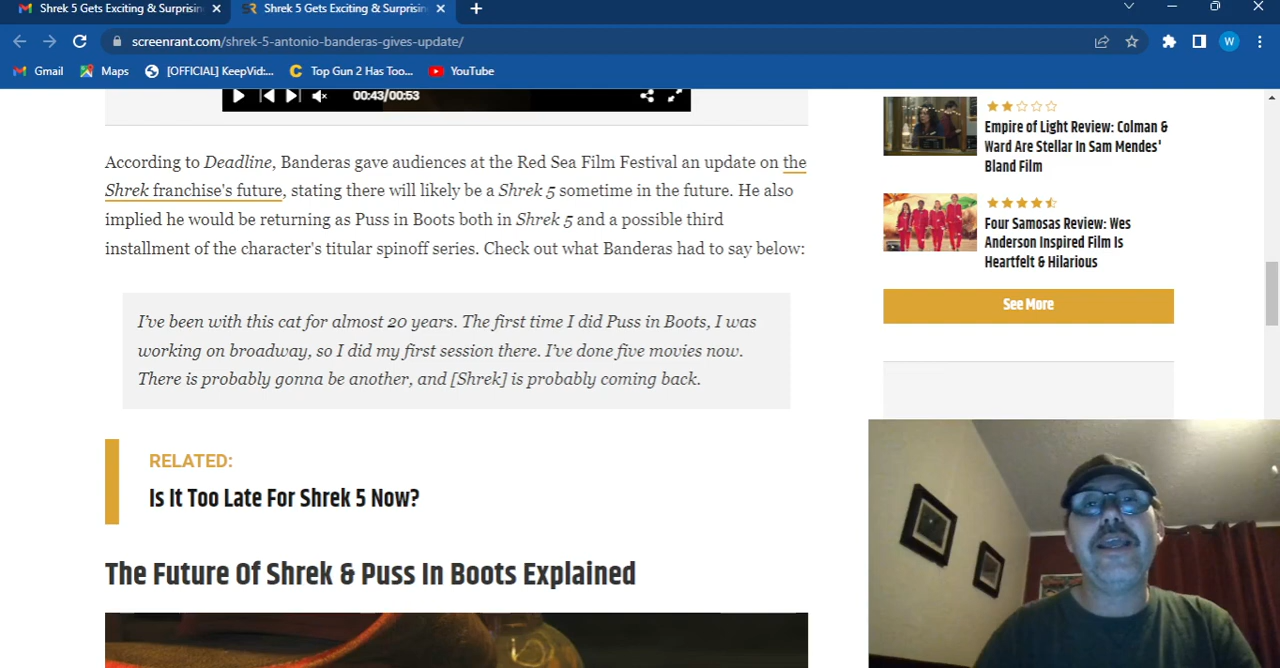 Shrek 5 Gets Exciting & Surprisin
Shrek 5 Gets Exciting & Surprisin
screenrant.com/shrek-5-antonio-banderas-gives-update/
W
Gmail
Maps
[OFFICIAL] KeepVid:...
Top Gun 2 Has Too...
YouTube
00:43/00:53
According to Deadline, Banderas gave audiences at the Red Sea Film Festival an update on the
Shrek franchise's future, stating there will likely be a Shrek 5 sometime in the future. He also
implied he would be returning as Puss in Boots both in Shrek 5 and a possible third
installment of the character's titular spinoff series. Check out what Banderas had to say below:
I've been with this cat for almost 20 years. The first time I did Puss in Boots, I was
working on broadway, so I did my first session there. I've done five movies now.
There is probably gonna be another, and [Shrek] is probably coming back.
RELATED:
Is It Too Late For Shrek 5 Now?
The Future Of Shrek & Puss In Boots Explained
Empire of Light Review: Colman &
Ward Are Stellar In Sam Mendes'
Bland Film
Four Samosas Review: Wes
Anderson Inspired Film Is
Heartfelt & Hilarious
See More